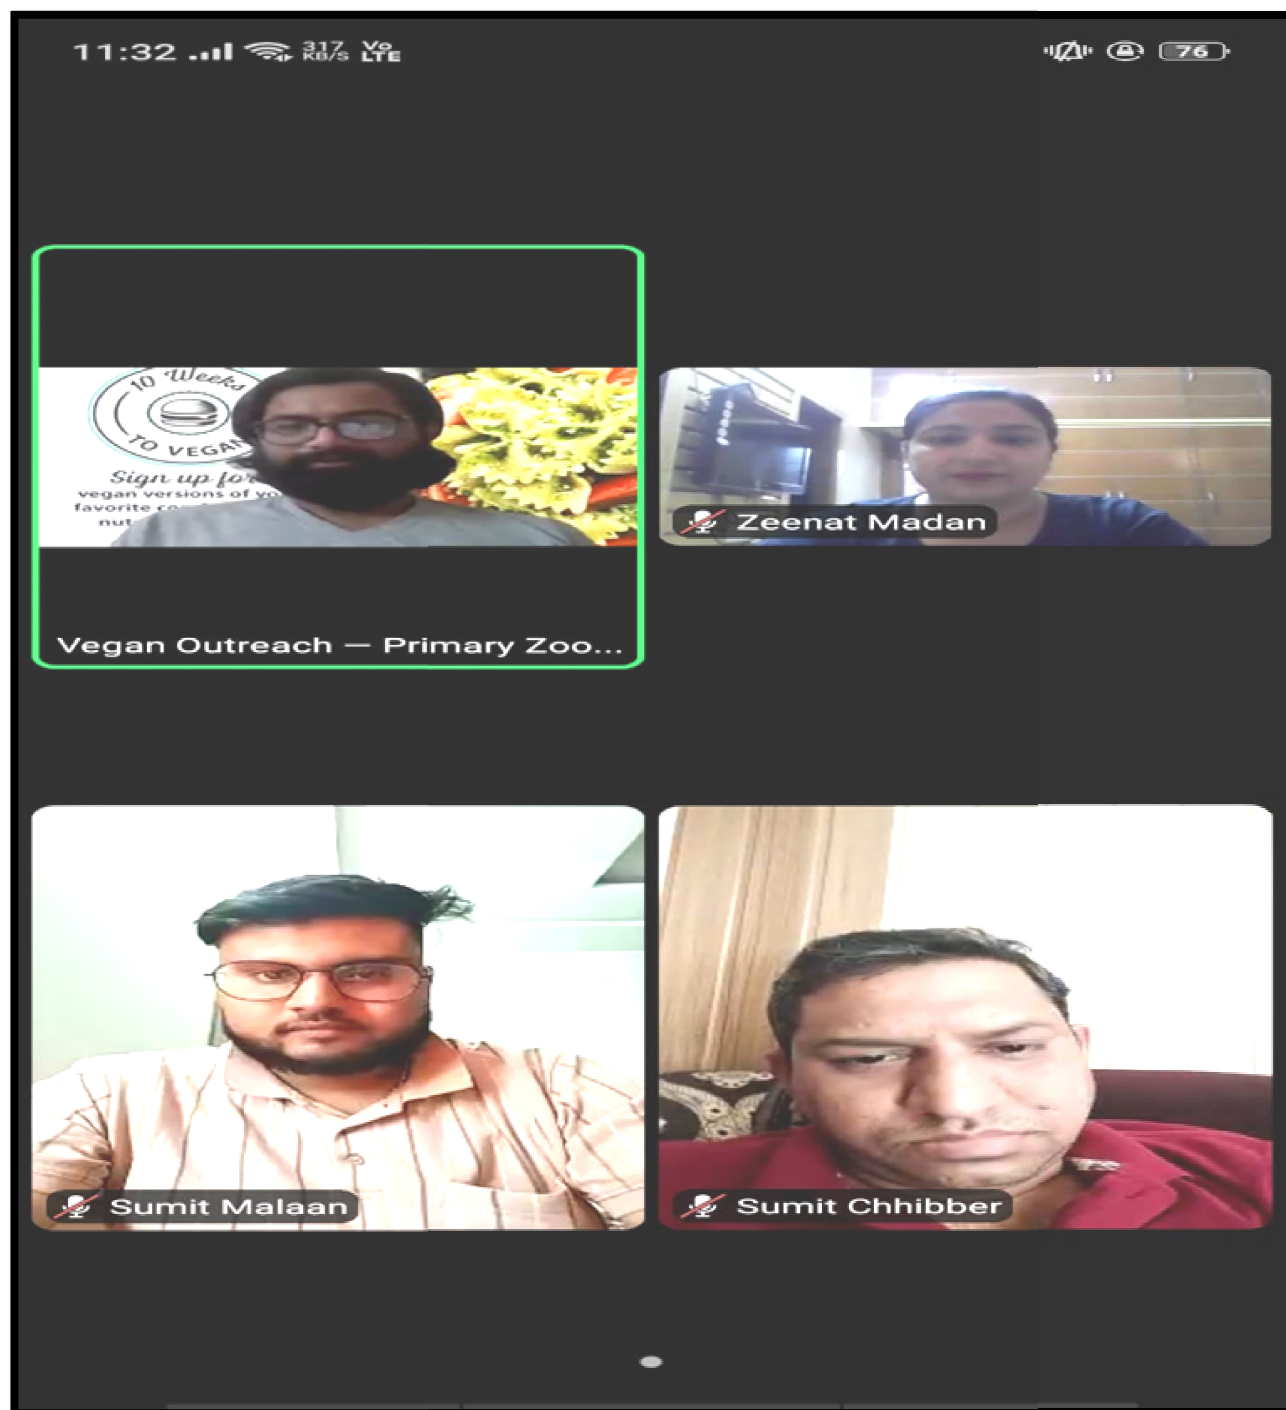 11:32 317 KB/S Vo LTE 76
10 Weeks
TO VEGAN
Sign up for
vegan versions of
favorite
Vegan Outreach — Primary Zoo...
Zeenat Madan
Sumit Malaan
Sumit Chhibber